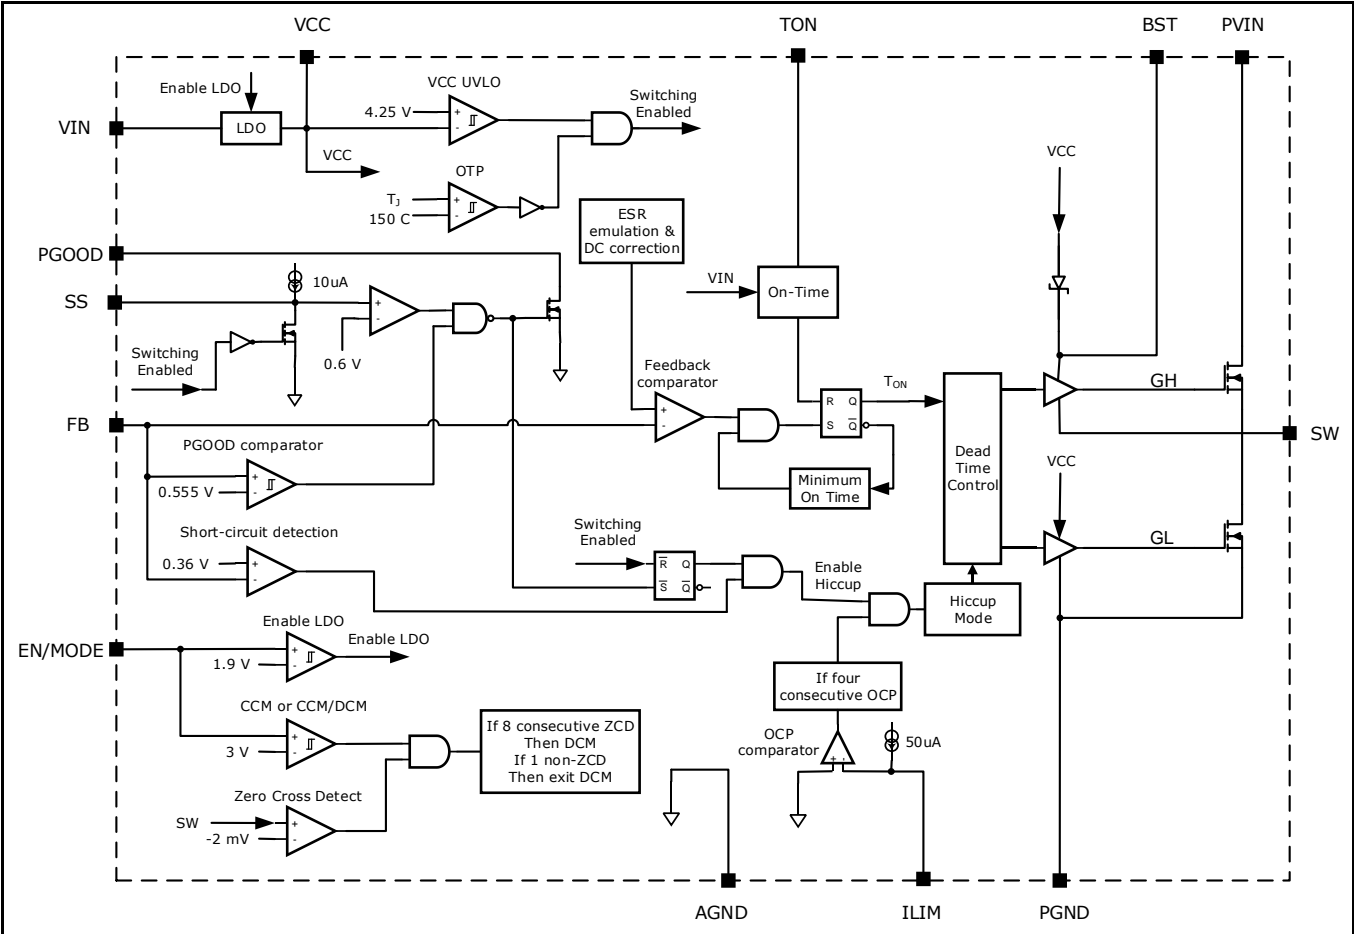 VCC
TON
BST
PVIN
Enable LDO
VCC UVLO
Switching
Enabled
4.25 V
+
-
VIN
LDO
VCC
VCC
OTP
TJ
150 C
+
-
ESR
emulation &
DC correction
PGOOD
VIN
On-Time
10uA
SS
+
-
0.6 V
Switching
Enabled
Feedback
comparator
TON
GH
+
-
R Q
S Q
FB
SW
PGOOD comparator
Dead
Time
Control
VCC
+
-
0.555 V
Minimum
On Time
Short-circuit detection
Switching
Enabled
GL
0.36 V
+
-
R Q
S Q
Enable
Hiccup
Hiccup
Mode
Enable LDO
Enable LDO
EN/MODE
+
-
1.9 V
If four
consecutive OCP
CCM or CCM/DCM
If 8 consecutive ZCD
Then DCM
If 1 non-ZCD
Then exit DCM
+
-
3 V
OCP
comparator
50uA
+ -
Zero Cross Detect
SW
-2 mV
+
-
AGND
ILIM
PGND